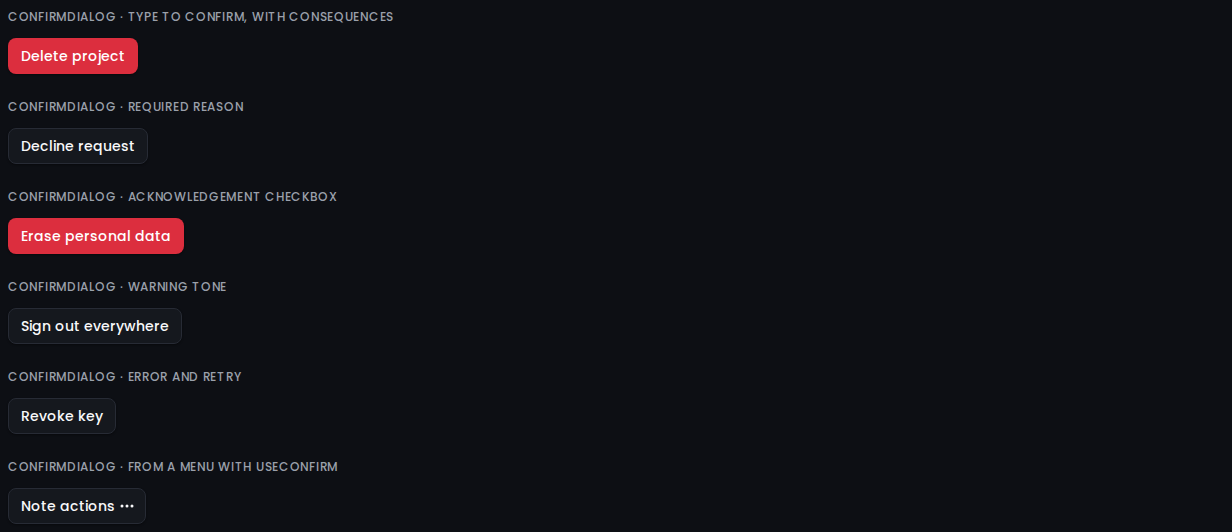 CONFIRMDIALOG · TYPE TO CONFIRM, WITH CONSEQUENCES
Delete project
CONFIRMDIALOG · REQUIRED REASON
Decline request
CONFIRMDIALOG · ACKNOWLEDGEMENT CHECKBOX
Erase personal data
CONFIRMDIALOG · WARNING TONE
Sign out everywhere
CONFIRMDIALOG · ERROR AND RETRY
Revoke key
CONFIRMDIALOG · FROM A MENU WITH USECONFIRM
Note actions ···